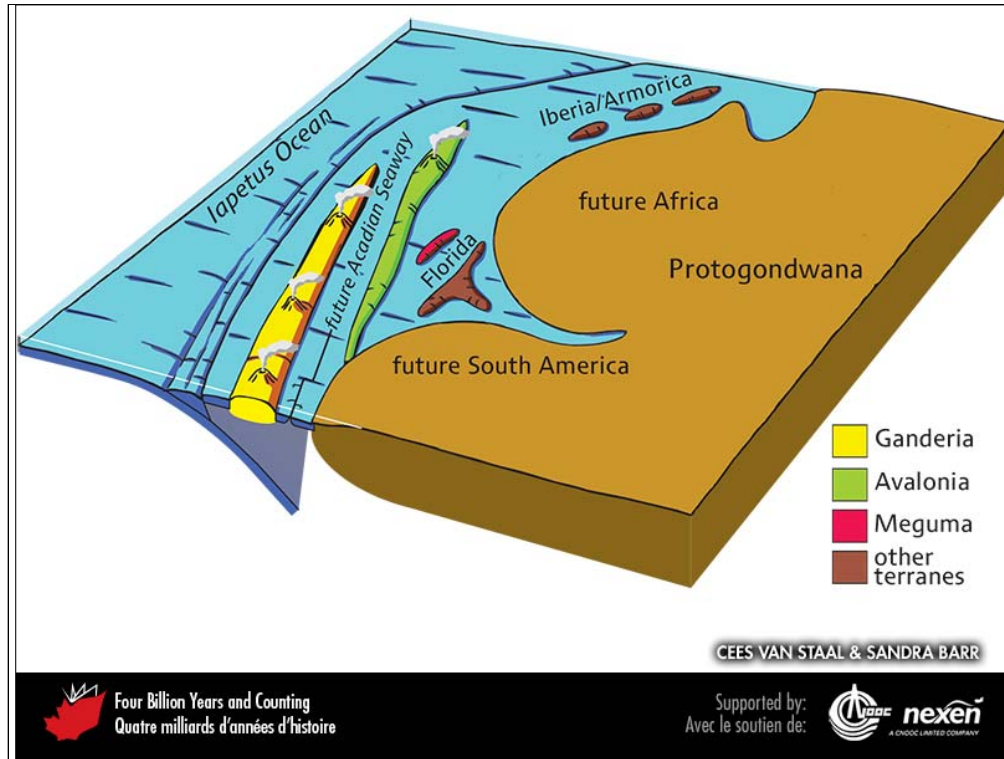 Iapetus Ocean
future Acadian Seaway
Iberia/Armorica
Florida
future Africa
Protogondwana
future South America
Ganderia
Avalonia
Meguma
other
terranes
CEES VAN STAAL & SANDRA BARR
Four Billion Years and Counting
Quatre milliards d'années d'histoire
Supported by:
Avec le soutien de:
CNOOC
nexen
A CNOOC LIMITED COMPANY